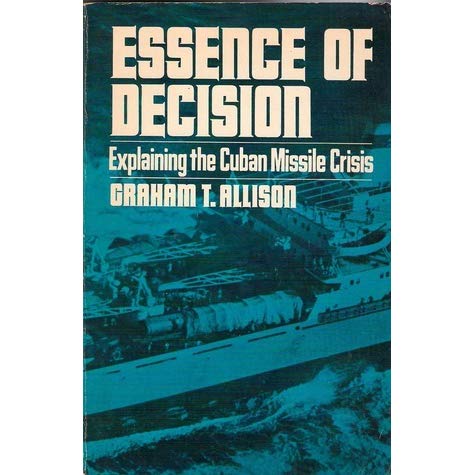 ESSENCE OF
DECISION
Explaining the Cuban Missile Crisis
GRAHAM T. ALLISON